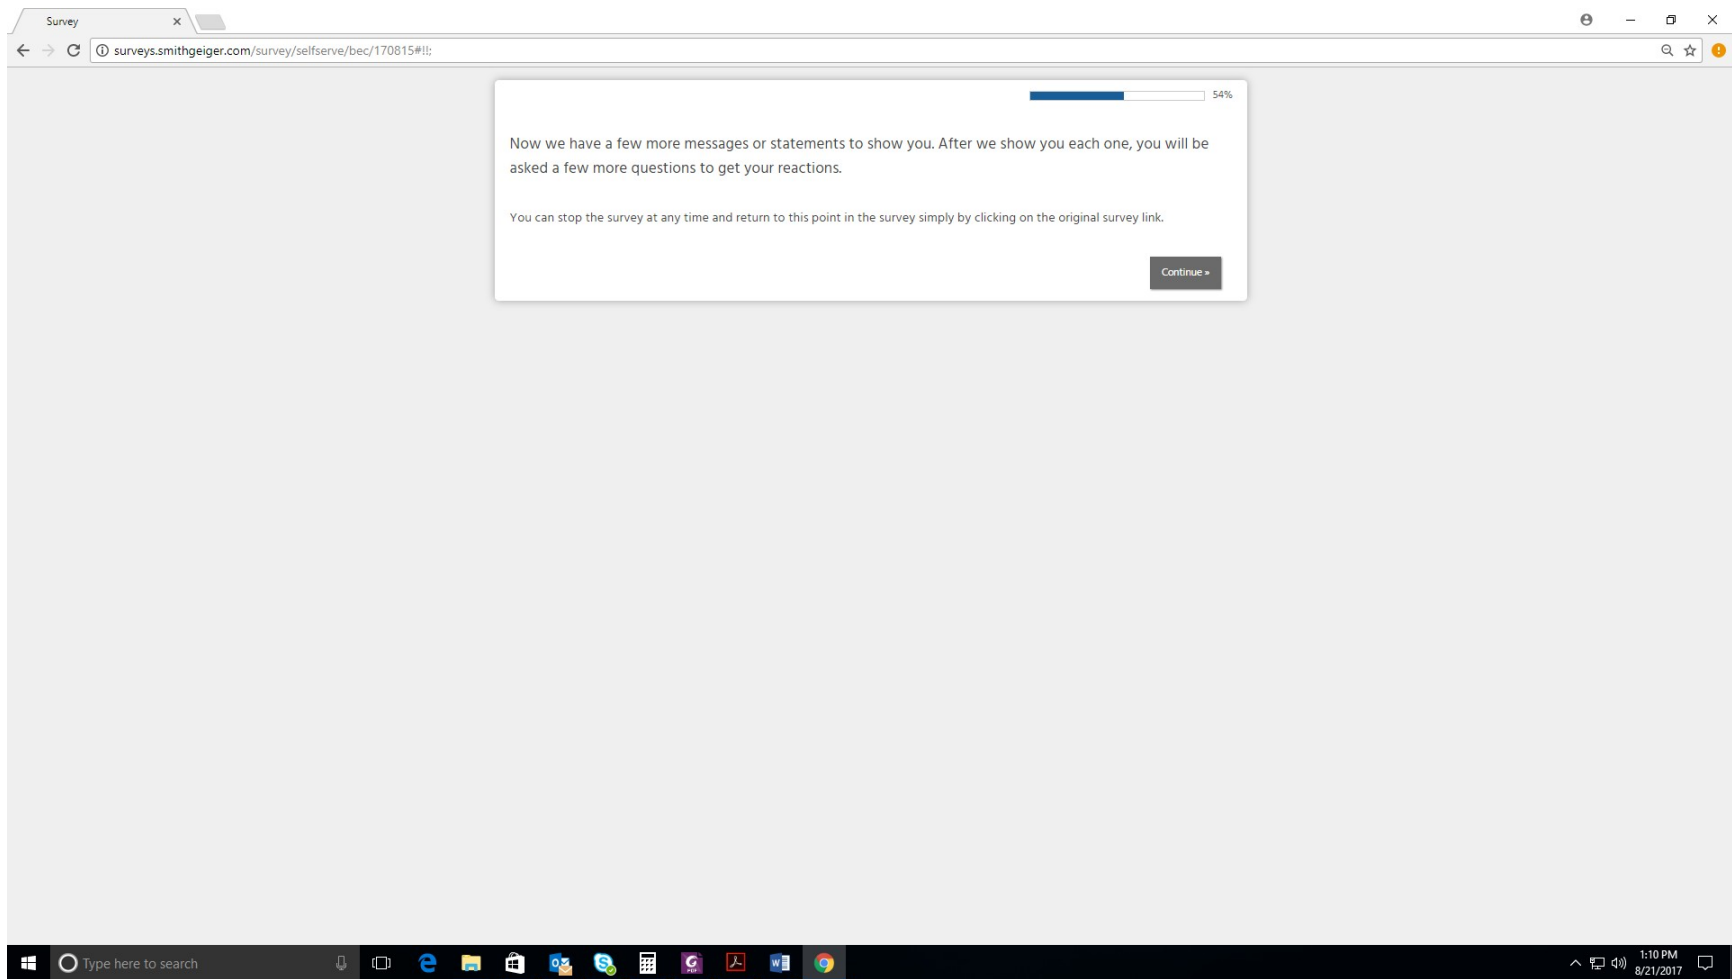 Survey
surveys.smithgeiger.com/survey/selfserve/bec/170815#!!;
54%
Now we have a few more messages or statements to show you. After we show you each one, you will be
asked a few more questions to get your reactions.
You can stop the survey at any time and return to this point in the survey simply by clicking on the original survey link.
Continue »
Type here to search
1:10 PM
8/21/2017